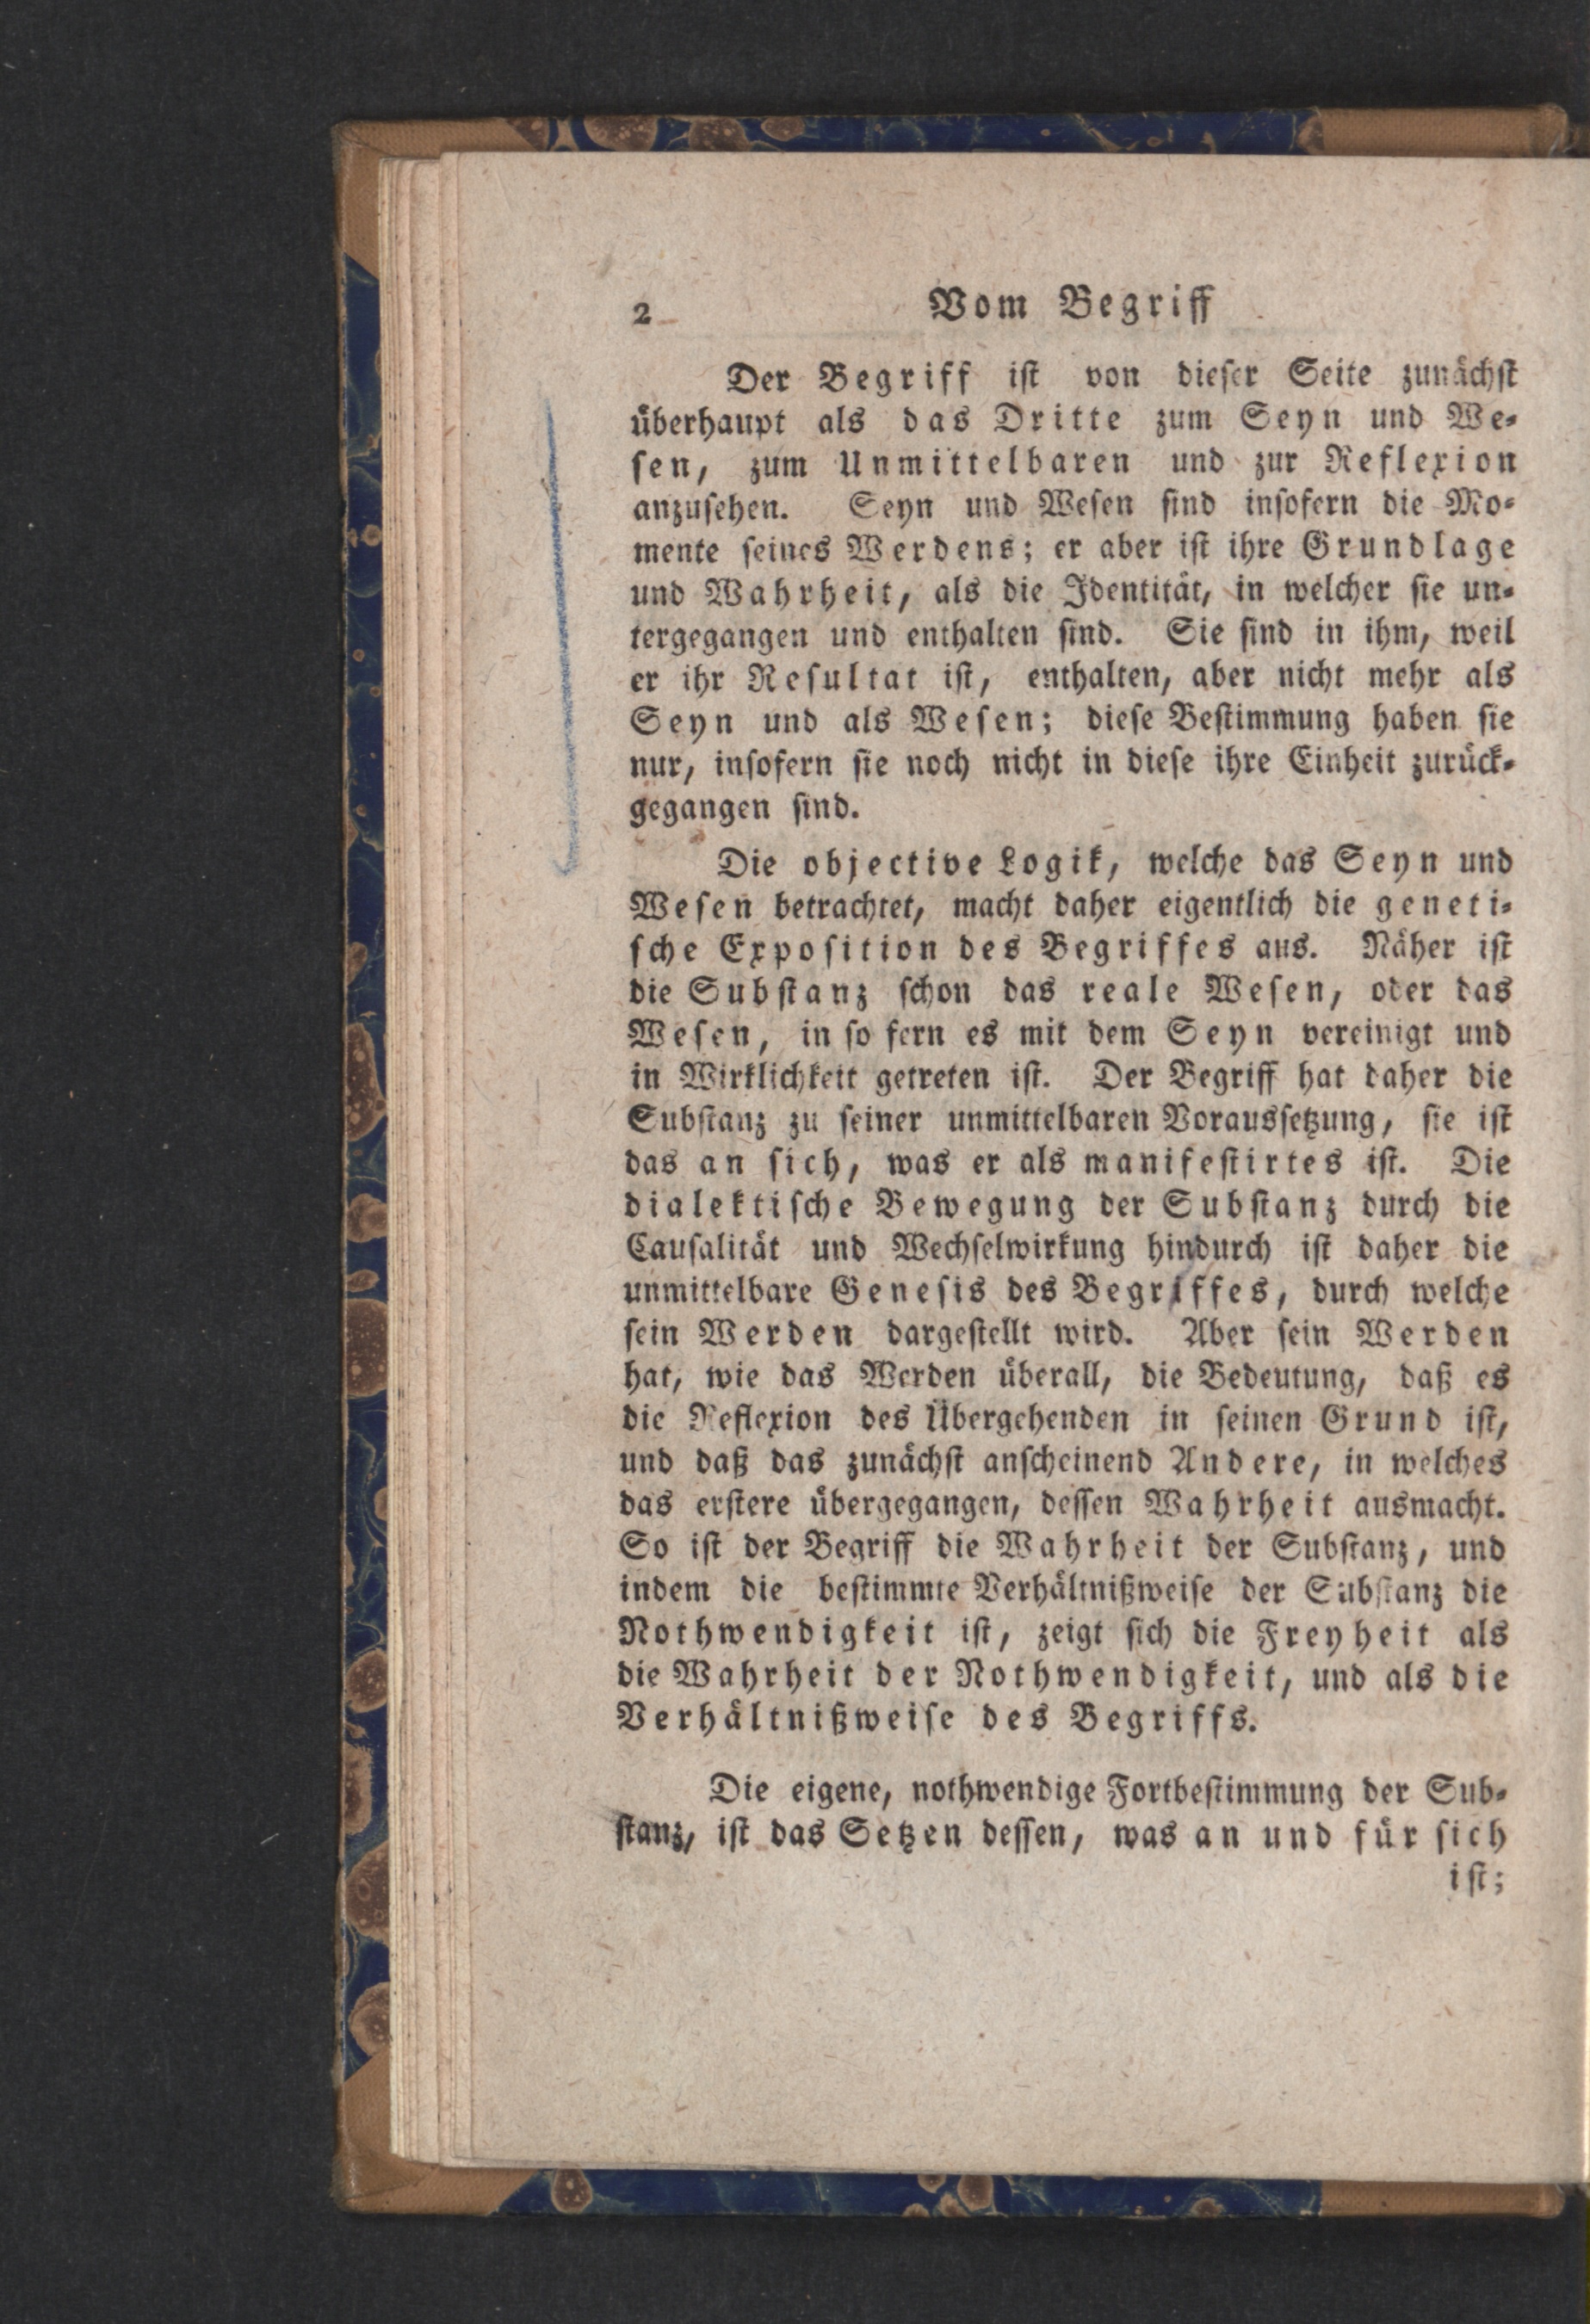 2 Vom Begriff
Der Begriff iſt von dieſer Seite zunächſt
überhaupt als das Dritte zum Seyn und We-
ſen, zum Unmittelbaren und zur Reflexion
anzuſehen. Seyn und Weſen ſind inſofern die Mo-
mente ſeines Werdens; er aber iſt ihre Grundlage
und Wahrheit, als die Identität, in welcher ſie un-
tergegangen und enthalten ſind. Sie ſind in ihm, weil
er ihr Reſultat iſt, enthalten, aber nicht mehr als
Seyn und als Weſen; dieſe Beſtimmung haben ſie
nur, inſofern ſie noch nicht in dieſe ihre Einheit zurück-
gegangen ſind.
Die objective Logik, welche das Seyn und
Weſen betrachtet, macht daher eigentlich die geneti-
ſche Expoſition des Begriffes aus. Näher iſt
die Subſtanz ſchon das reale Weſen, oder das
Weſen, in ſo fern es mit dem Seyn vereinigt und
in Wirklichkeit getreten iſt. Der Begriff hat daher die
Subſtanz zu ſeiner unmittelbaren Vorausſetzung, ſie iſt
das an ſich, was er als manifeſtirtes iſt. Die
dialektiſche Bewegung der Subſtanz durch die
Cauſalität und Wechſelwirkung hindurch iſt daher die
unmittelbare Geneſis des Begriffes, durch welche
ſein Werden dargeſtellt wird. Aber ſein Werden
hat, wie das Werden überall, die Bedeutung, daß es
die Reflexion des Übergehenden in ſeinen Grund iſt,
und daß das zunächſt anſcheinend Andere, in welches
das erſtere übergegangen, deſſen Wahrheit ausmacht.
So iſt der Begriff die Wahrheit der Subſtanz, und
indem die beſtimmte Verhältnißweiſe der Subſtanz die
Nothwendigkeit iſt, zeigt ſich die Freyheit als
die Wahrheit der Nothwendigkeit, und als die
Verhältnißweiſe des Begriffs.
Die eigene, nothwendige Fortbeſtimmung der Sub-
ſtanz, iſt das Setzen deſſen, was an und für ſich
iſt;